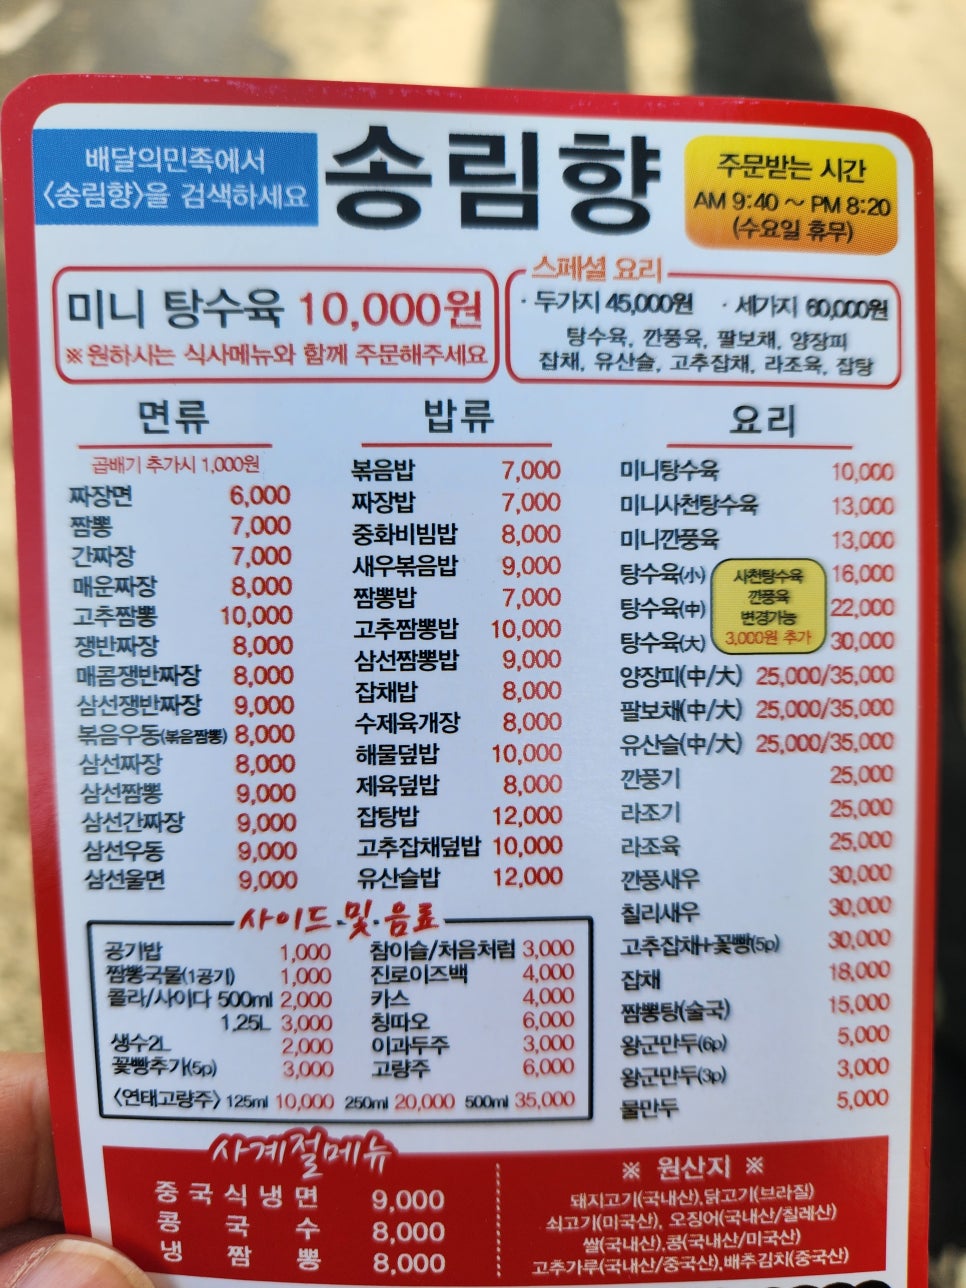 배달의민족에서
〈송림향〉을 검색하세요
송림향
주문받는 시간
AM 9:40 ~ PM 8:20
(수요일 휴무)
미니 탕수육 10,000원
※원하시는 식사메뉴와 함께 주문해주세요
스페셜 요리
· 두가지 45,000원 · 세가지 60,000원
탕수육, 깐풍육, 팔보채, 양장피
잡채, 유산슬, 고추잡채, 라조육, 잡탕
면류
곱배기 추가시 1,000원
짜장면 6,000
짬뽕 7,000
간짜장 7,000
매운짜장 8,000
고추짬뽕 10,000
쟁반짜장 8,000
매콤쟁반짜장 8,000
삼선쟁반짜장 9,000
볶음우동(볶음짬뽕) 8,000
삼선짜장 8,000
삼선짬뽕 9,000
삼선간짜장 9,000
삼선우동 9,000
삼선울면 9,000
밥류
볶음밥 7,000
짜장밥 7,000
중화비빔밥 8,000
새우볶음밥 9,000
짬뽕밥 7,000
고추짬뽕밥 10,000
삼선짬뽕밥 9,000
잡채밥 8,000
수제육개장 8,000
해물덮밥 10,000
제육덮밥 8,000
잡탕밥 12,000
고추잡채덮밥 10,000
유산슬밥 12,000
요리
미니탕수육 10,000
미니사천탕수육 13,000
미니깐풍육 13,000
탕수육(小) 16,000
탕수육(中) 22,000
탕수육(大) 30,000
사천탕수육
깐풍육
변경가능
3,000원 추가
양장피(中/大) 25,000/35,000
팔보채(中/大) 25,000/35,000
유산슬(中/大) 25,000/35,000
깐풍기 25,000
라조기 25,000
라조육 25,000
깐풍새우 30,000
칠리새우 30,000
고추잡채+꽃빵(5p) 30,000
잡채 18,000
짬뽕탕(술국) 15,000
왕군만두(6p) 5,000
왕군만두(3p) 3,000
물만두 5,000
사이드 및 음료
공기밥 1,000
짬뽕국물(1공기) 1,000
콜라/사이다 500ml 2,000
1.25L 3,000
생수2L 2,000
꽃빵추가(5p) 3,000
참이슬/처음처럼 3,000
진로이즈백 4,000
카스 4,000
칭따오 6,000
이과두주 3,000
고량주 6,000
〈연태고량주〉 125ml 10,000 250ml 20,000 500ml 35,000
사계절메뉴
중국식냉면 9,000
콩국수 8,000
냉짬뽕 8,000
※ 원산지 ※
돼지고기(국내산),닭고기(브라질)
쇠고기(미국산), 오징어(국내산/칠레산)
쌀(국내산),콩(국내산/미국산)
고추가루(국내산/중국산),배추김치(중국산)